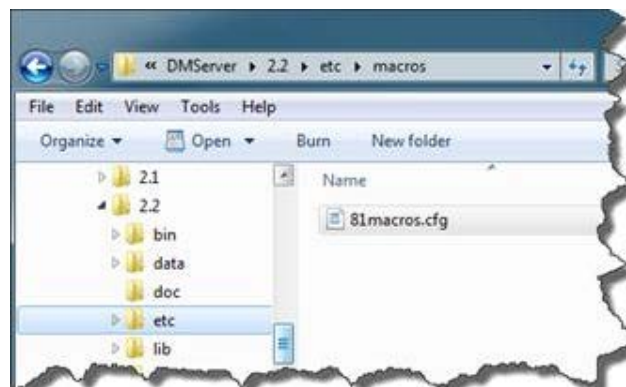 « DMServer ▸ 2.2 ▸ etc ▸ macros
File Edit View Tools Help
Organize Open Burn New folder
2.1
Name
2.2
81macros.cfg
bin
data
doc
etc
lib